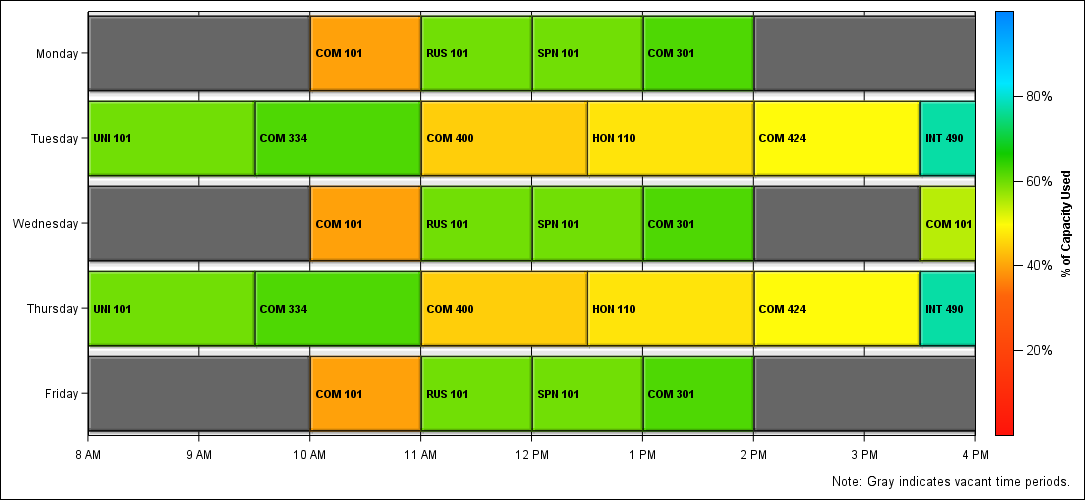 Monday
COM 101 RUS 101 SPN 101 COM 301
Tuesday
UNI 101 COM 334 COM 400 HON 110 COM 424 INT 490
Wednesday
COM 101 RUS 101 SPN 101 COM 301 COM 101
Thursday
UNI 101 COM 334 COM 400 HON 110 COM 424 INT 490
Friday
COM 101 RUS 101 SPN 101 COM 301
8 AM 9 AM 10 AM 11 AM 12 PM 1 PM 2 PM 3 PM 4 PM
80%
60%
40%
20%
% of Capacity Used
Note: Gray indicates vacant time periods.